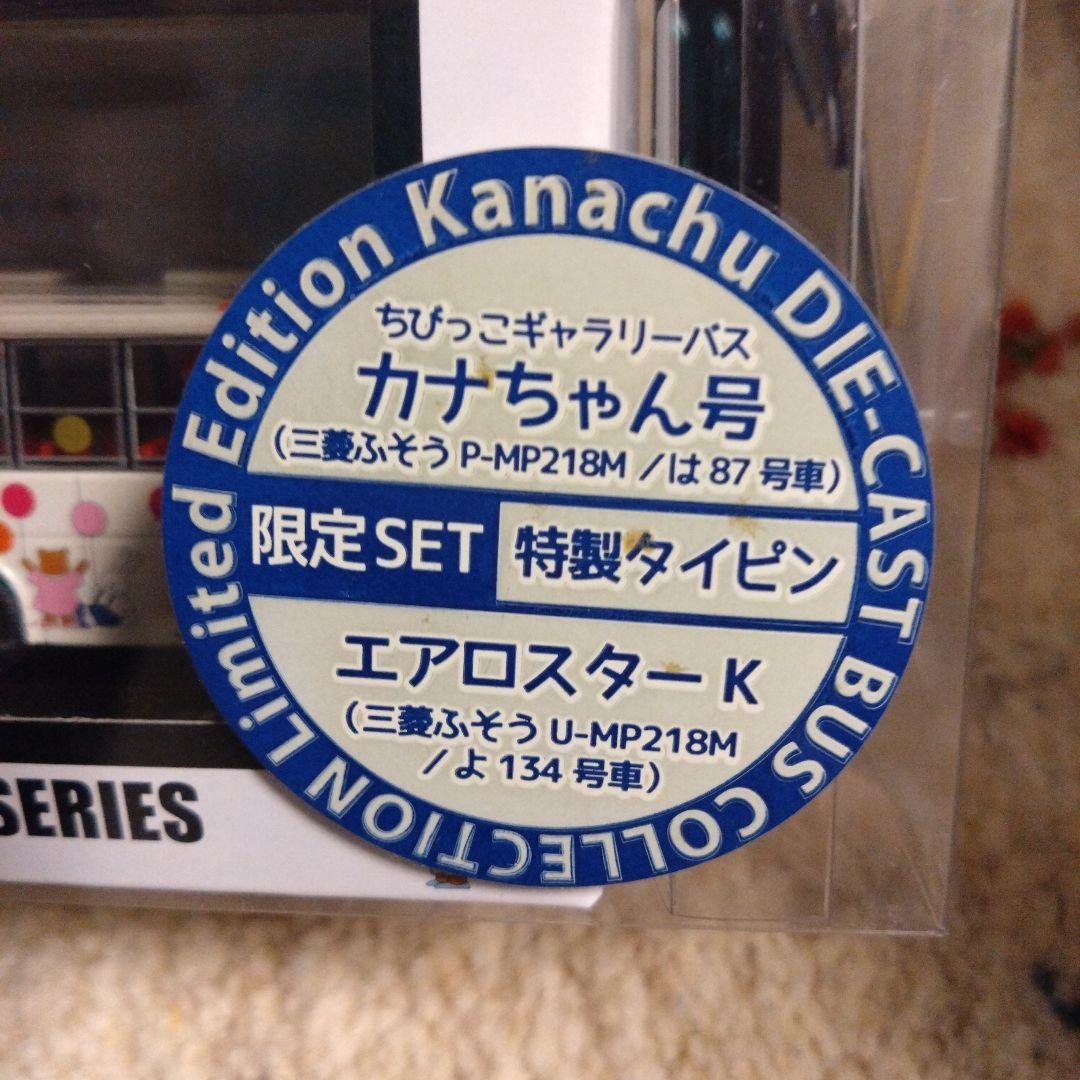 Kanachu DIE-CAST BUS COLLECTION Limited Edition
ちびっこギャラリーバス
カナちゃん号
（三菱ふそう P-MP218M /は 87 号車）
限定SET 特製タイピン
エアロスター K
（三菱ふそう U-MP218M
/よ 134 号車）
SERIES